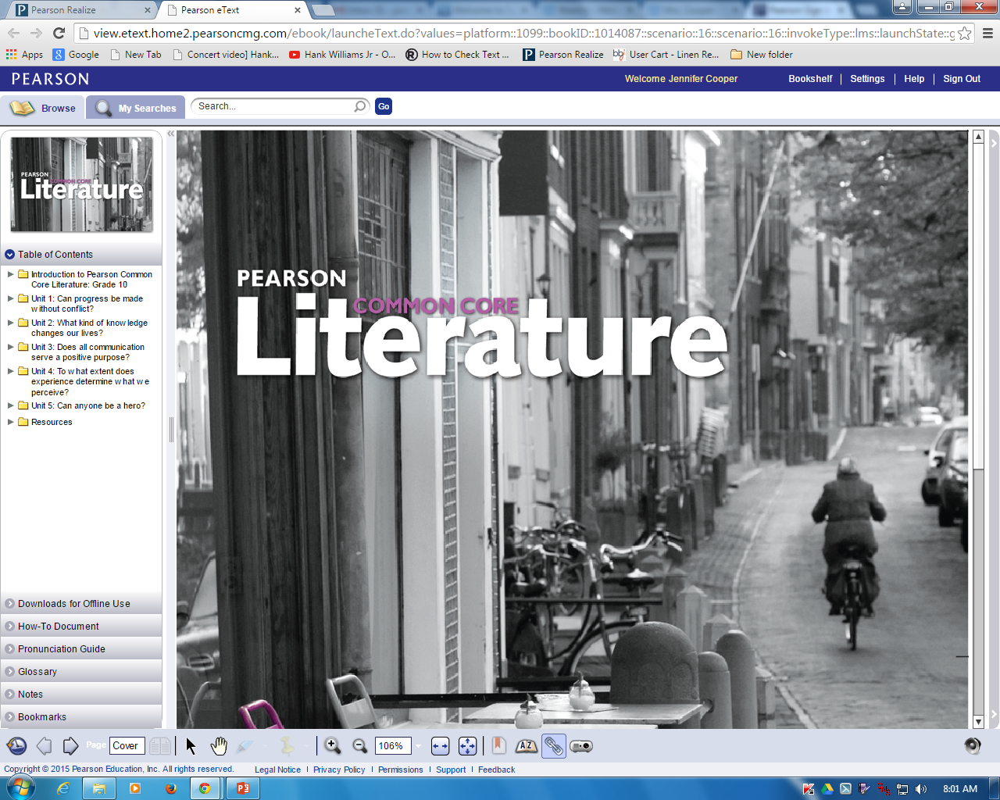 Pearson Realize
Pearson eText
view.etext.home2.pearsoncmg.com/ebook/launcheText.do?values=platform::1099::bookID::1014087::scenario::16::scenario::16::invokeType::lms::launchState::g
Apps
Google
New Tab
Concert video] Hank...
Hank Williams Jr - O...
How to Check Text ...
Pearson Realize
User Cart - Linen Re...
New folder
PEARSON
Welcome Jennifer Cooper
Bookshelf
Settings
Help
Sign Out
Browse
My Searches
Search...
Go
PEARSON
COMMON CORE
Literature
Table of Contents
Introduction to Pearson Common
Core Literature: Grade 10
Unit 1: Can progress be made
without conflict?
Unit 2: What kind of knowledge
changes our lives?
Unit 3: Does all communication
serve a positive purpose?
Unit 4: To what extent does
experience determine what we
perceive?
Unit 5: Can anyone be a hero?
Resources
Downloads for Offline Use
How-To Document
Pronunciation Guide
Glossary
Notes
Bookmarks
PEARSON
COMMON CORE
Literature
Page
Cover
106%
A Z
Copyright © 2015 Pearson Education, Inc. All rights reserved.
Legal Notice
Privacy Policy
Permissions
Support
Feedback
8:01 AM